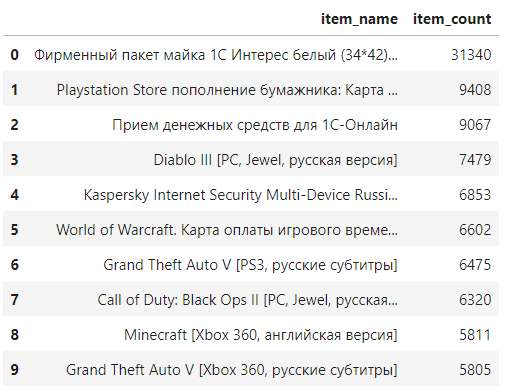 item_name item_count
0 Фирменный пакет майка 1С Интерес белый (34*42)... 31340
1 Playstation Store пополнение бумажника: Карта ... 9408
2 Прием денежных средств для 1С-Онлайн 9067
3 Diablo III [PC, Jewel, русская версия] 7479
4 Kaspersky Internet Security Multi-Device Russi... 6853
5 World of Warcraft. Карта оплаты игрового време... 6602
6 Grand Theft Auto V [PS3, русские субтитры] 6475
7 Call of Duty: Black Ops II [PC, Jewel, русская... 6320
8 Minecraft [Xbox 360, английская версия] 5811
9 Grand Theft Auto V [Xbox 360, русские субтитры] 5805